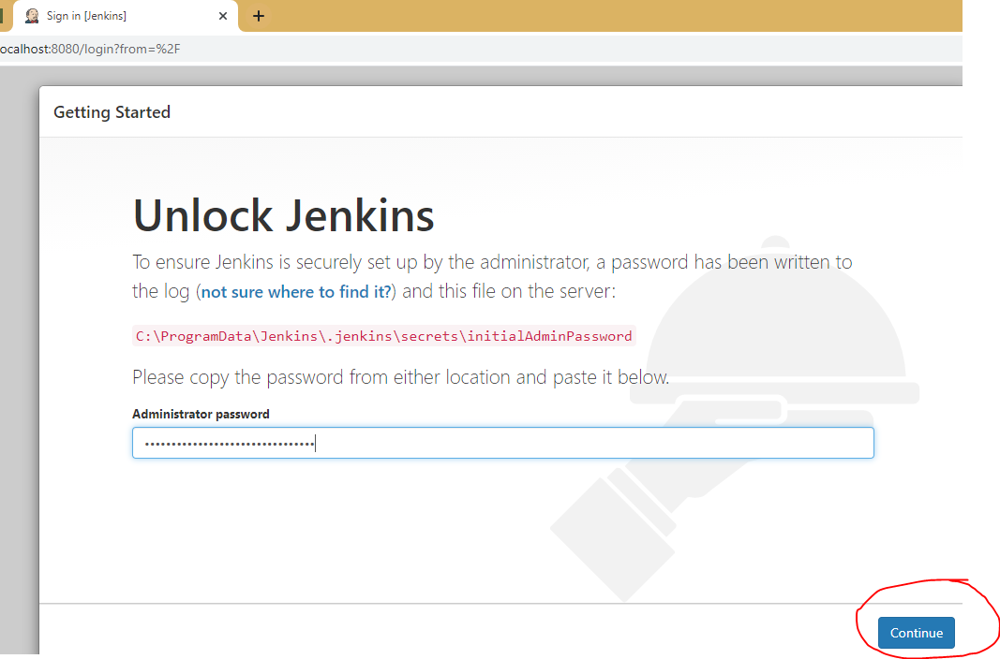 Sign in [Jenkins]
ocalhost:8080/login?from=%2F
Getting Started
Unlock Jenkins
To ensure Jenkins is securely set up by the administrator, a password has been written to
the log (not sure where to find it?) and this file on the server:
C:\ProgramData\Jenkins\.jenkins\secrets\initialAdminPassword
Please copy the password from either location and paste it below.
Administrator password
••••••••••••••••••••••••••••••••
Continue